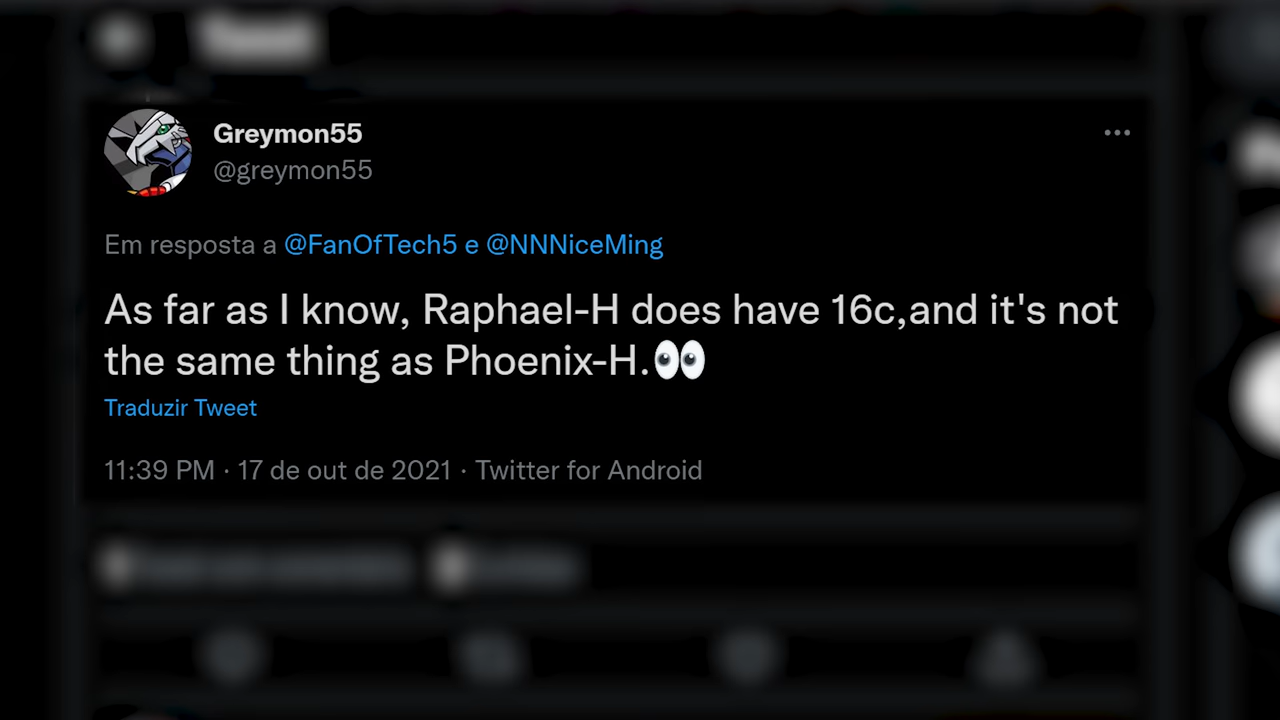 Greymon55
@greymon55
Em resposta a @FanOfTech5 e @NNNiceMing
As far as I know, Raphael-H does have 16c,and it's not
the same thing as Phoenix-H.👀
Traduzir Tweet
11:39 PM · 17 de out de 2021 · Twitter for Android